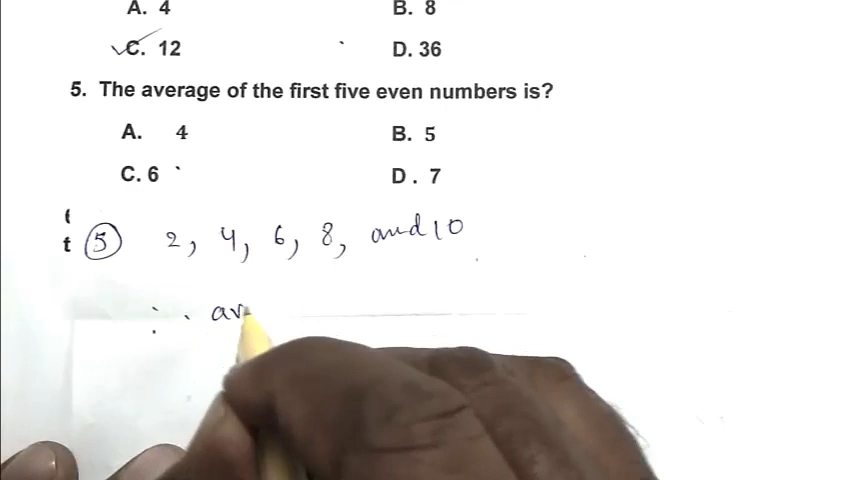 A. 4 B. 8
C. 12 D. 36
5. The average of the first five even numbers is?
A. 4 B. 5
C. 6 D. 7
t
t 5 2, 4, 6, 8, and 10
∴ av